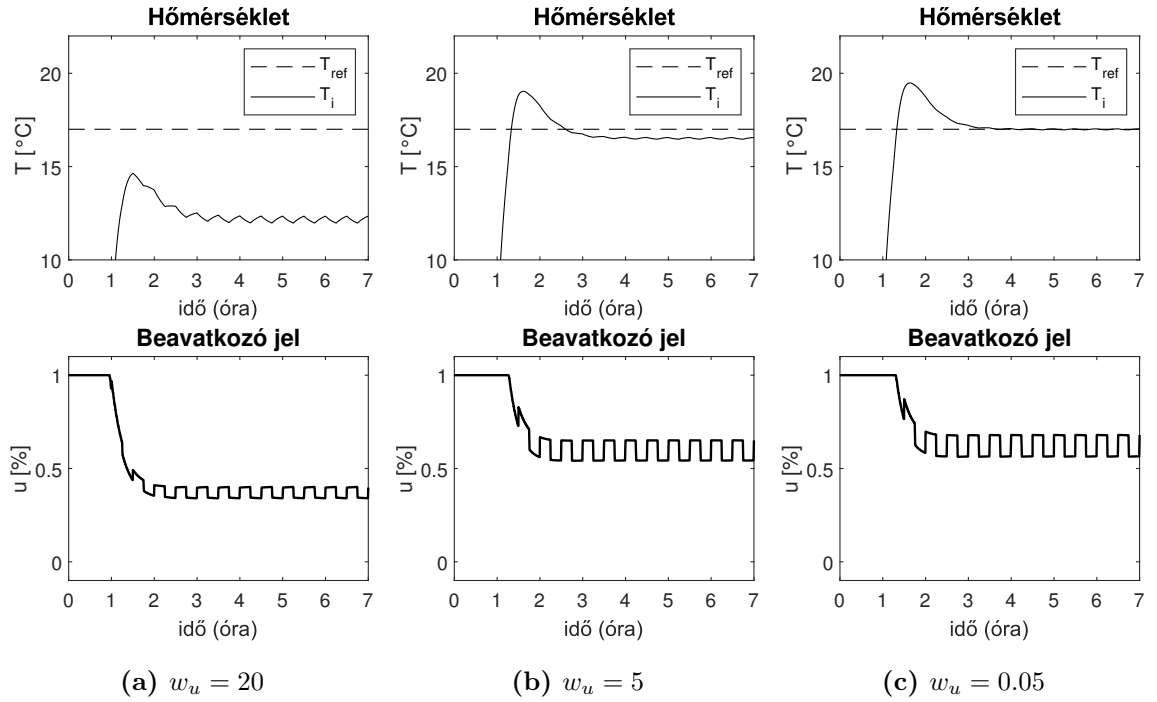 Hőmérséklet
T [°C]
20
15
10
T_ref
T_i
0 1 2 3 4 5 6 7
idő (óra)
Hőmérséklet
T [°C]
20
15
10
T_ref
T_i
0 1 2 3 4 5 6 7
idő (óra)
Hőmérséklet
T [°C]
20
15
10
T_ref
T_i
0 1 2 3 4 5 6 7
idő (óra)
Beavatkozó jel
u [%]
1
0.5
0
0 1 2 3 4 5 6 7
idő (óra)
Beavatkozó jel
u [%]
1
0.5
0
0 1 2 3 4 5 6 7
idő (óra)
Beavatkozó jel
u [%]
1
0.5
0
0 1 2 3 4 5 6 7
idő (óra)
(a) w_u = 20
(b) w_u = 5
(c) w_u = 0.05